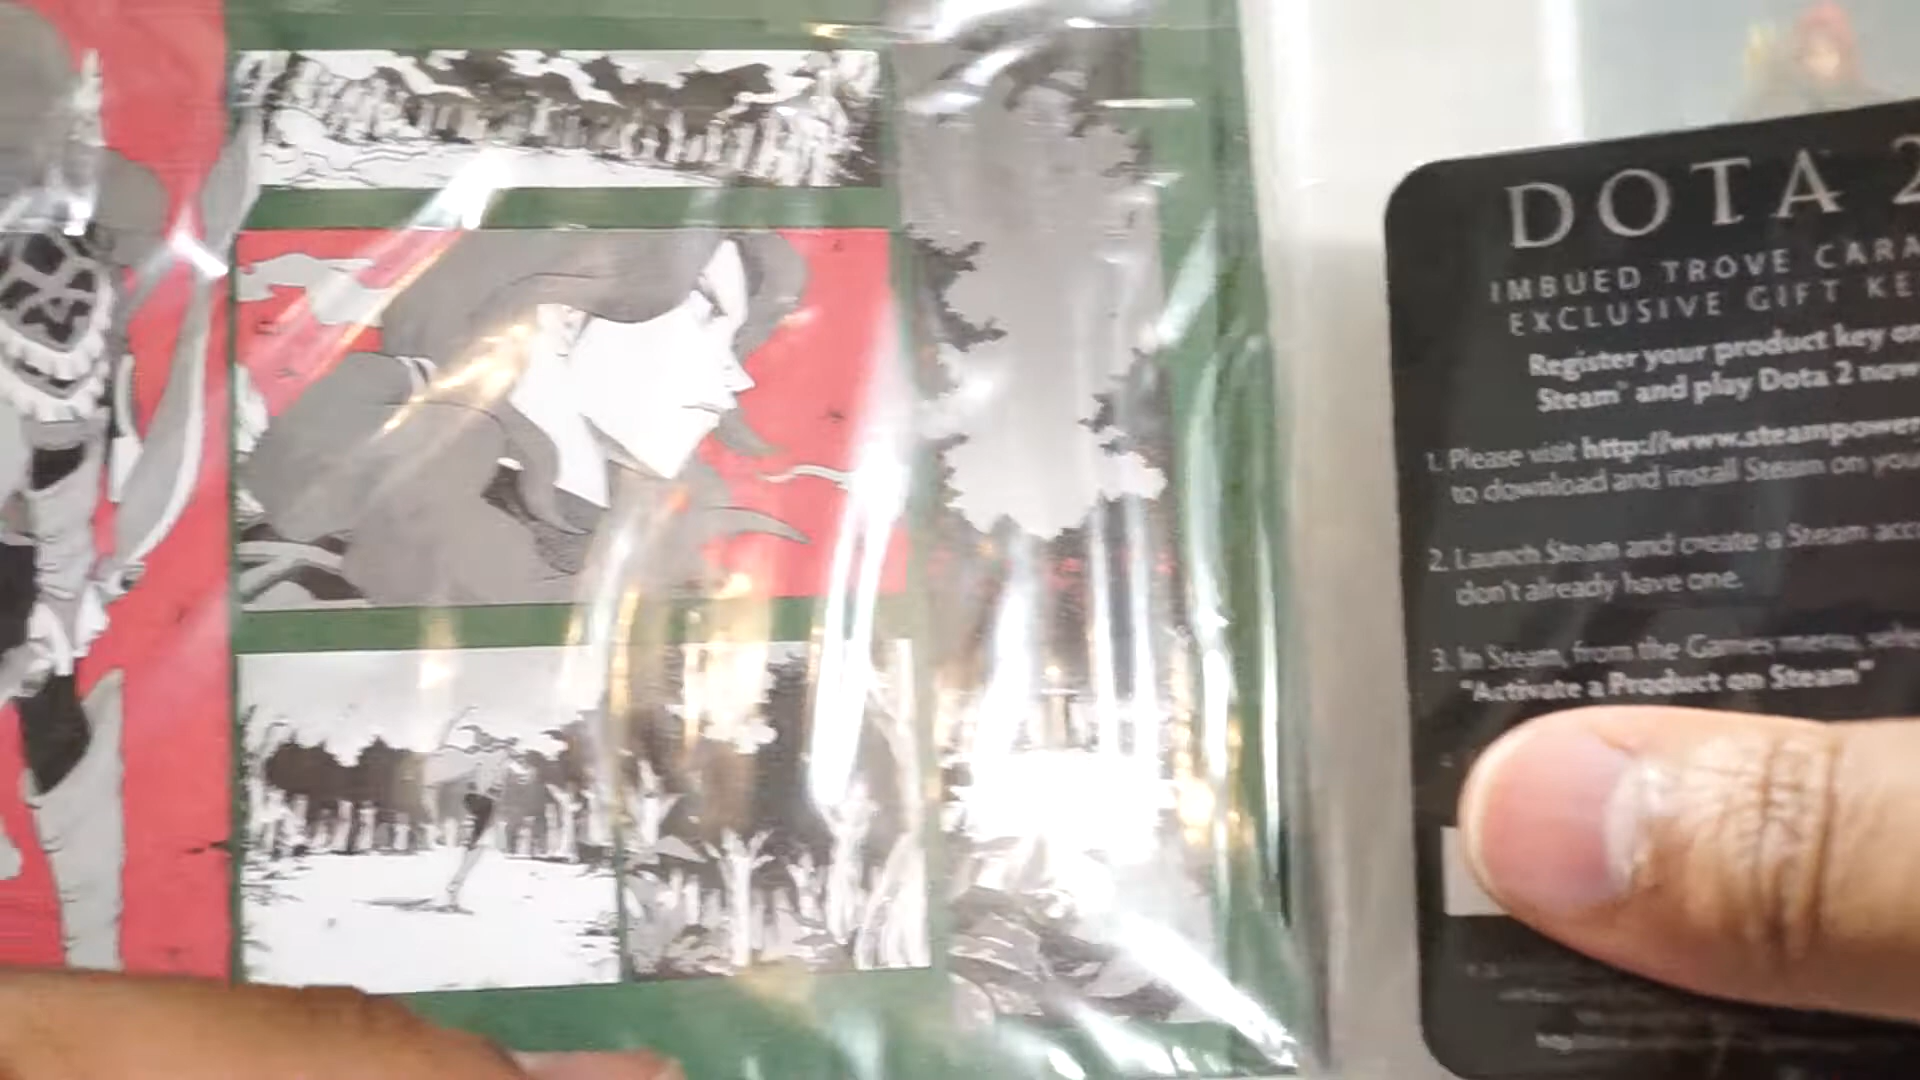 DOTA 2
IMBUED TROVE CARA
EXCLUSIVE GIFT KE
Register your product key on
Steam" and play Dota 2 now
1. Please visit http://www.steampower
to download and install Steam on you
2. Launch Steam and create a Steam acc
don't already have one.
3. In Steam, from the Games menu, sele
"Activate a Product on Steam"